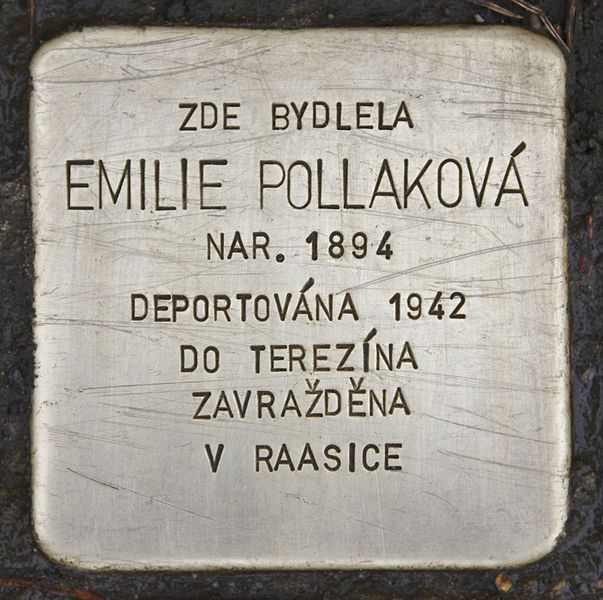 ZDE BYDLELA
EMILIE POLLAKOVÁ
NAR. 1894
DEPORTOVÁNA 1942
DO TEREZÍNA
ZAVRAŽDĚNA
V RAASICE